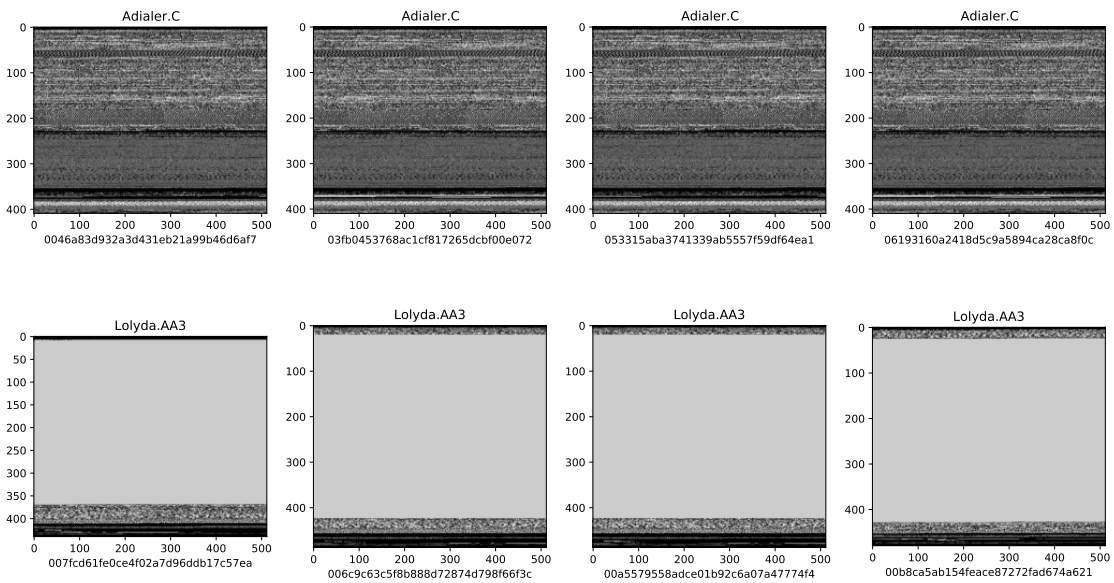 Adialer.C
0
100
200
300
400
0 100 200 300 400 500
0046a83d932a3d431eb21a99b46d6af7
Adialer.C
0
100
200
300
400
0 100 200 300 400 500
03fb0453768ac1cf817265dcbf00e072
Adialer.C
0
100
200
300
400
0 100 200 300 400 500
053315aba3741339ab5557f59df64ea1
Adialer.C
0
100
200
300
400
0 100 200 300 400 500
06193160a2418d5c9a5894ca28ca8f0c
Lolyda.AA3
0
50
100
150
200
250
300
350
400
0 100 200 300 400 500
007fcd61fe0ce4f02a7d96ddb17c57ea
Lolyda.AA3
0
100
200
300
400
0 100 200 300 400 500
006c9c63c5f8b888d72874d798f66f3c
Lolyda.AA3
0
100
200
300
400
0 100 200 300 400 500
00a5579558adce01b92c6a07a47774f4
Lolyda.AA3
0
100
200
300
400
0 100 200 300 400 500
00b8ca5ab154feace87272fad674a621